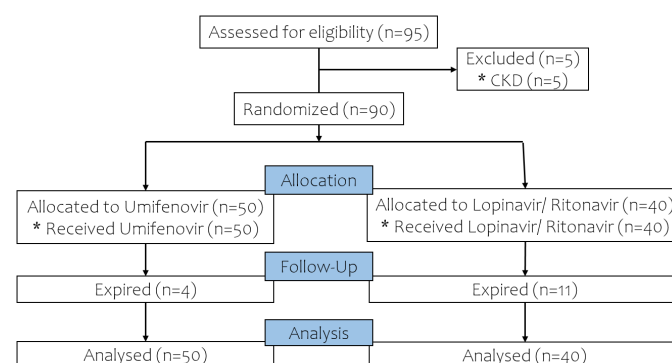 Assessed for eligibility (n=95)
Excluded (n=5)
* CKD (n=5)
Randomized (n=90)
Allocation
Allocated to Umifenovir (n=50)
* Received Umifenovir (n=50)
Allocated to Lopinavir/ Ritonavir (n=40)
* Received Lopinavir/ Ritonavir (n=40)
Follow-Up
Expired (n=4)
Expired (n=11)
Analysis
Analysed (n=50)
Analysed (n=40)